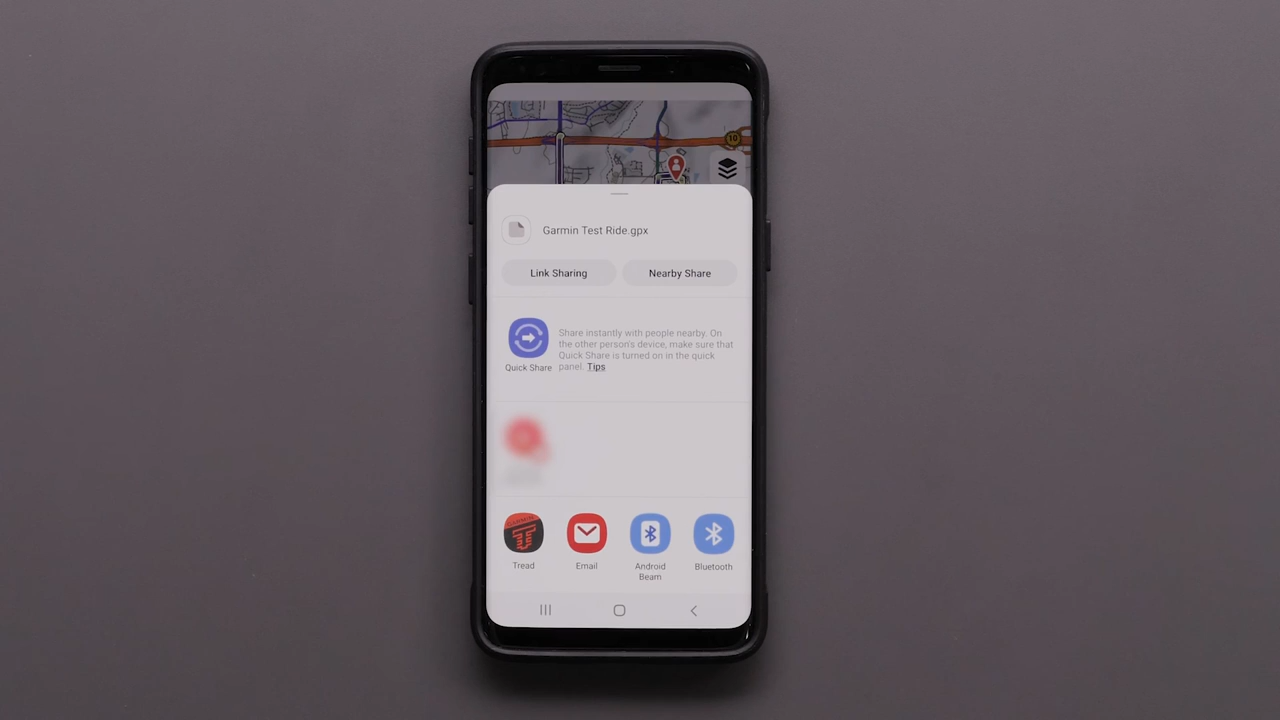 10
Garmin Test Ride.gpx
Link Sharing
Nearby Share
Share instantly with people nearby. On
the other person's device, make sure that
Quick Share is turned on in the quick
panel. Tips
Quick Share
GARMIN
Tread
Email
Android
Beam
Bluetooth